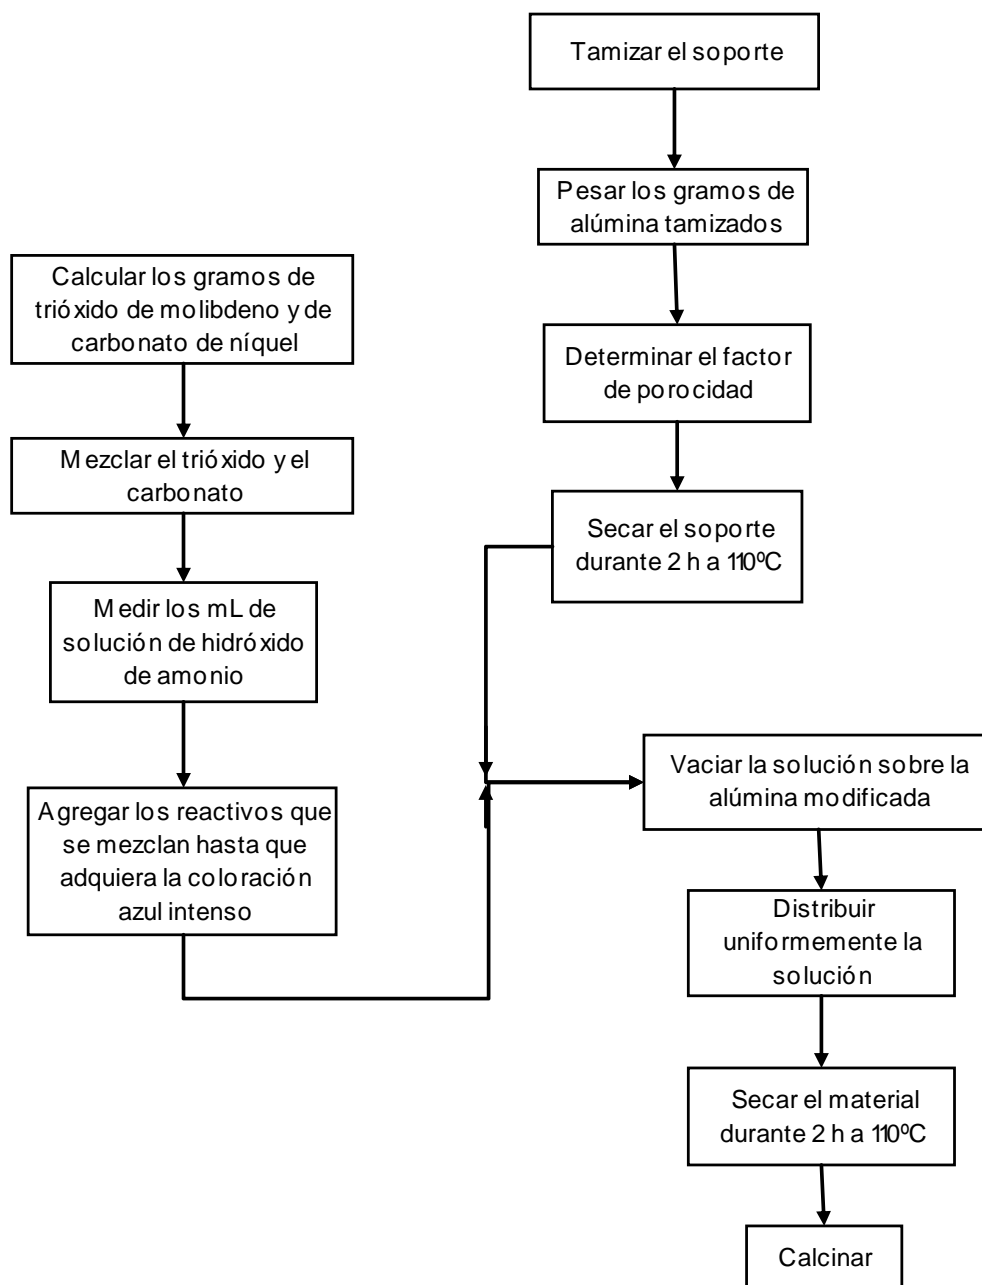 Tamizar el soporte
Pesar los gramos de
alúmina tamizados
Determinar el factor
de porocidad
Secar el soporte
durante 2 h a 110ºC
Calcular los gramos de
trióxido de molibdeno y de
carbonato de níquel
Mezclar el trióxido y el
carbonato
Medir los mL de
solución de hidróxido
de amonio
Agregar los reactivos que
se mezclan hasta que
adquiera la coloración
azul intenso
Vaciar la solución sobre la
alúmina modificada
Distribuir
uniformemente la
solución
Secar el material
durante 2 h a 110ºC
Calcinar